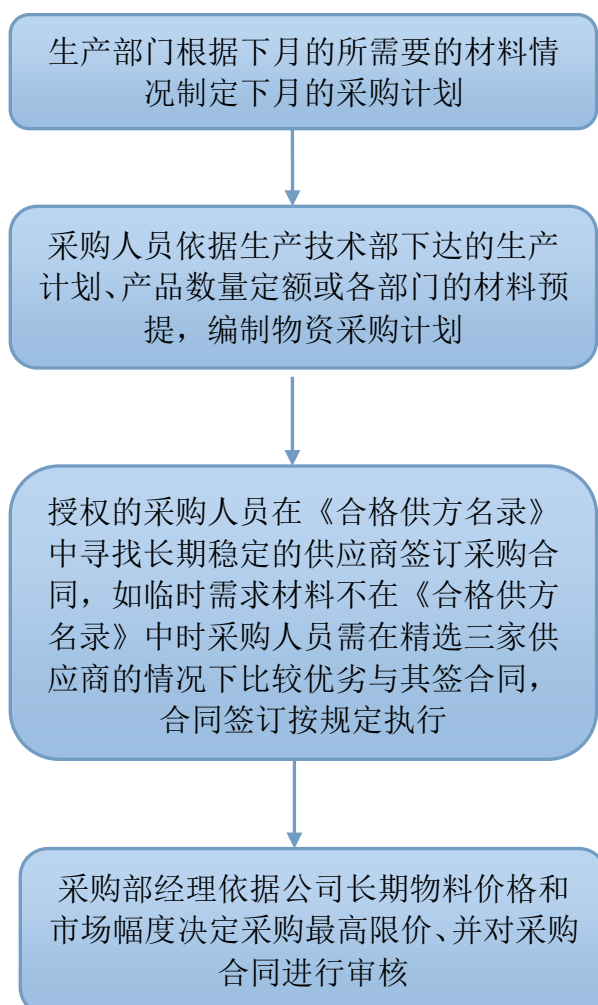 生产部门根据下月的所需要的材料情
况制定下月的采购计划
采购人员依据生产技术部下达的生产
计划、产品数量定额或各部门的材料预
提，编制物资采购计划
授权的采购人员在《合格供方名录》
中寻找长期稳定的供应商签订采购合
同，如临时需求材料不在《合格供方
名录》中时采购人员需在精选三家供
应商的情况下比较优劣与其签合同，
合同签订按规定执行
采购部经理依据公司长期物料价格和
市场幅度决定采购最高限价、并对采购
合同进行审核